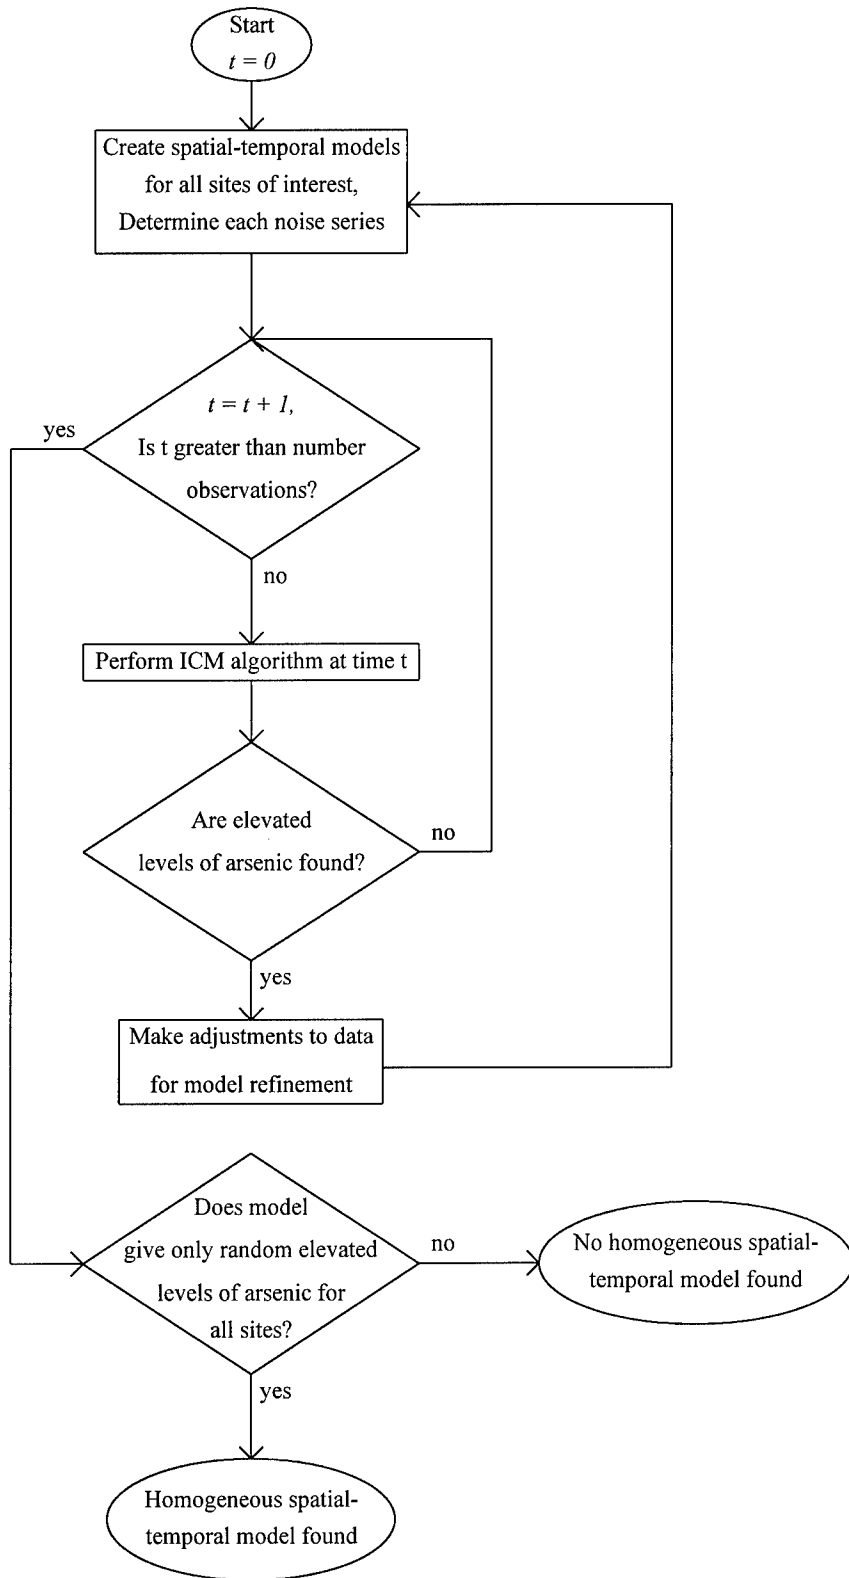 Start
t = 0
Create spatial-temporal models
for all sites of interest,
Determine each noise series
t = t + 1,
Is t greater than number
observations?
yes
no
Perform ICM algorithm at time t
Are elevated
levels of arsenic found?
no
yes
Make adjustments to data
for model refinement
Does model
give only random elevated
levels of arsenic for
all sites?
no
No homogeneous spatial-
temporal model found
yes
Homogeneous spatial-
temporal model found